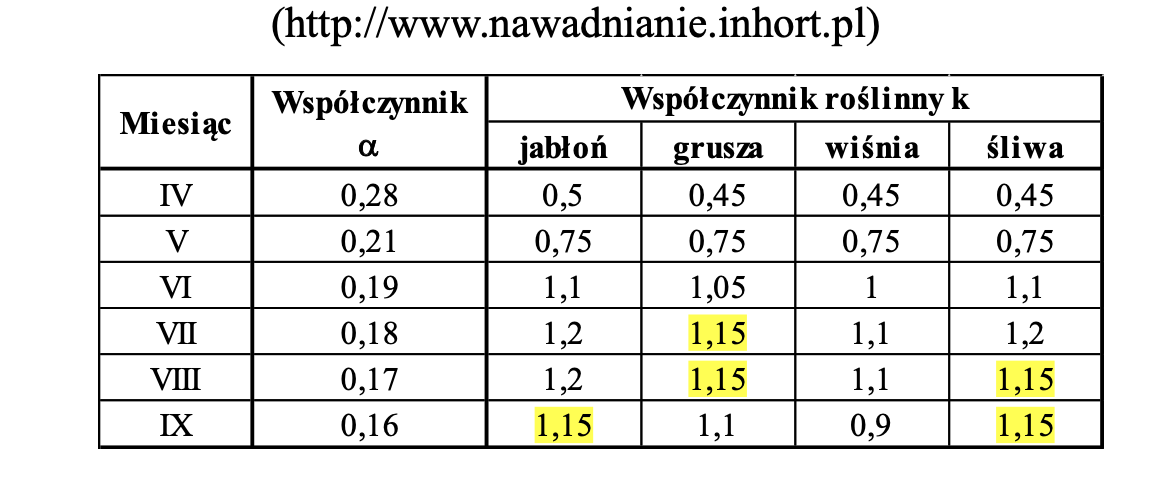 (http://www.nawadnianie.inhort.pl)
Miesiąc Współczynnik α Współczynnik roślinny k
jabłoń grusza wiśnia śliwa
IV 0,28 0,5 0,45 0,45 0,45
V 0,21 0,75 0,75 0,75 0,75
VI 0,19 1,1 1,05 1 1,1
VII 0,18 1,2 1,15 1,1 1,2
VIII 0,17 1,2 1,15 1,1 1,15
IX 0,16 1,15 1,1 0,9 1,15